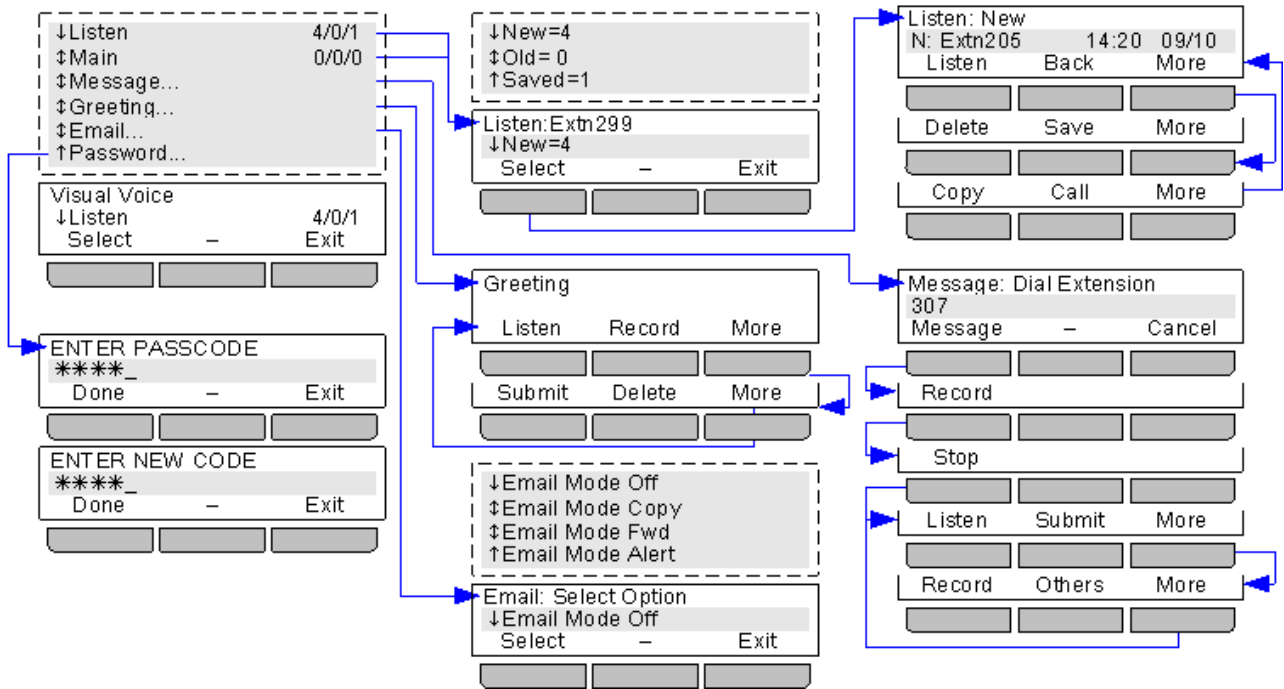 ↓Listen 4/0/1
↕Main 0/0/0
↕Message...
↕Greeting...
↕Email...
↑Password...
Visual Voice
↓Listen 4/0/1
Select – Exit
ENTER PASSCODE
****_
Done – Exit
ENTER NEW CODE
****_
Done – Exit
↓New=4
↕Old= 0
↑Saved=1
Listen:Extn299
↓New=4
Select – Exit
Greeting
Listen Record More
Submit Delete More
↓Email Mode Off
↕Email Mode Copy
↕Email Mode Fwd
↑Email Mode Alert
Email: Select Option
↓Email Mode Off
Select – Exit
Listen: New
N: Extn205 14:20 09/10
Listen Back More
Delete Save More
Copy Call More
Message: Dial Extension
307
Message – Cancel
Record
Stop
Listen Submit More
Record Others More